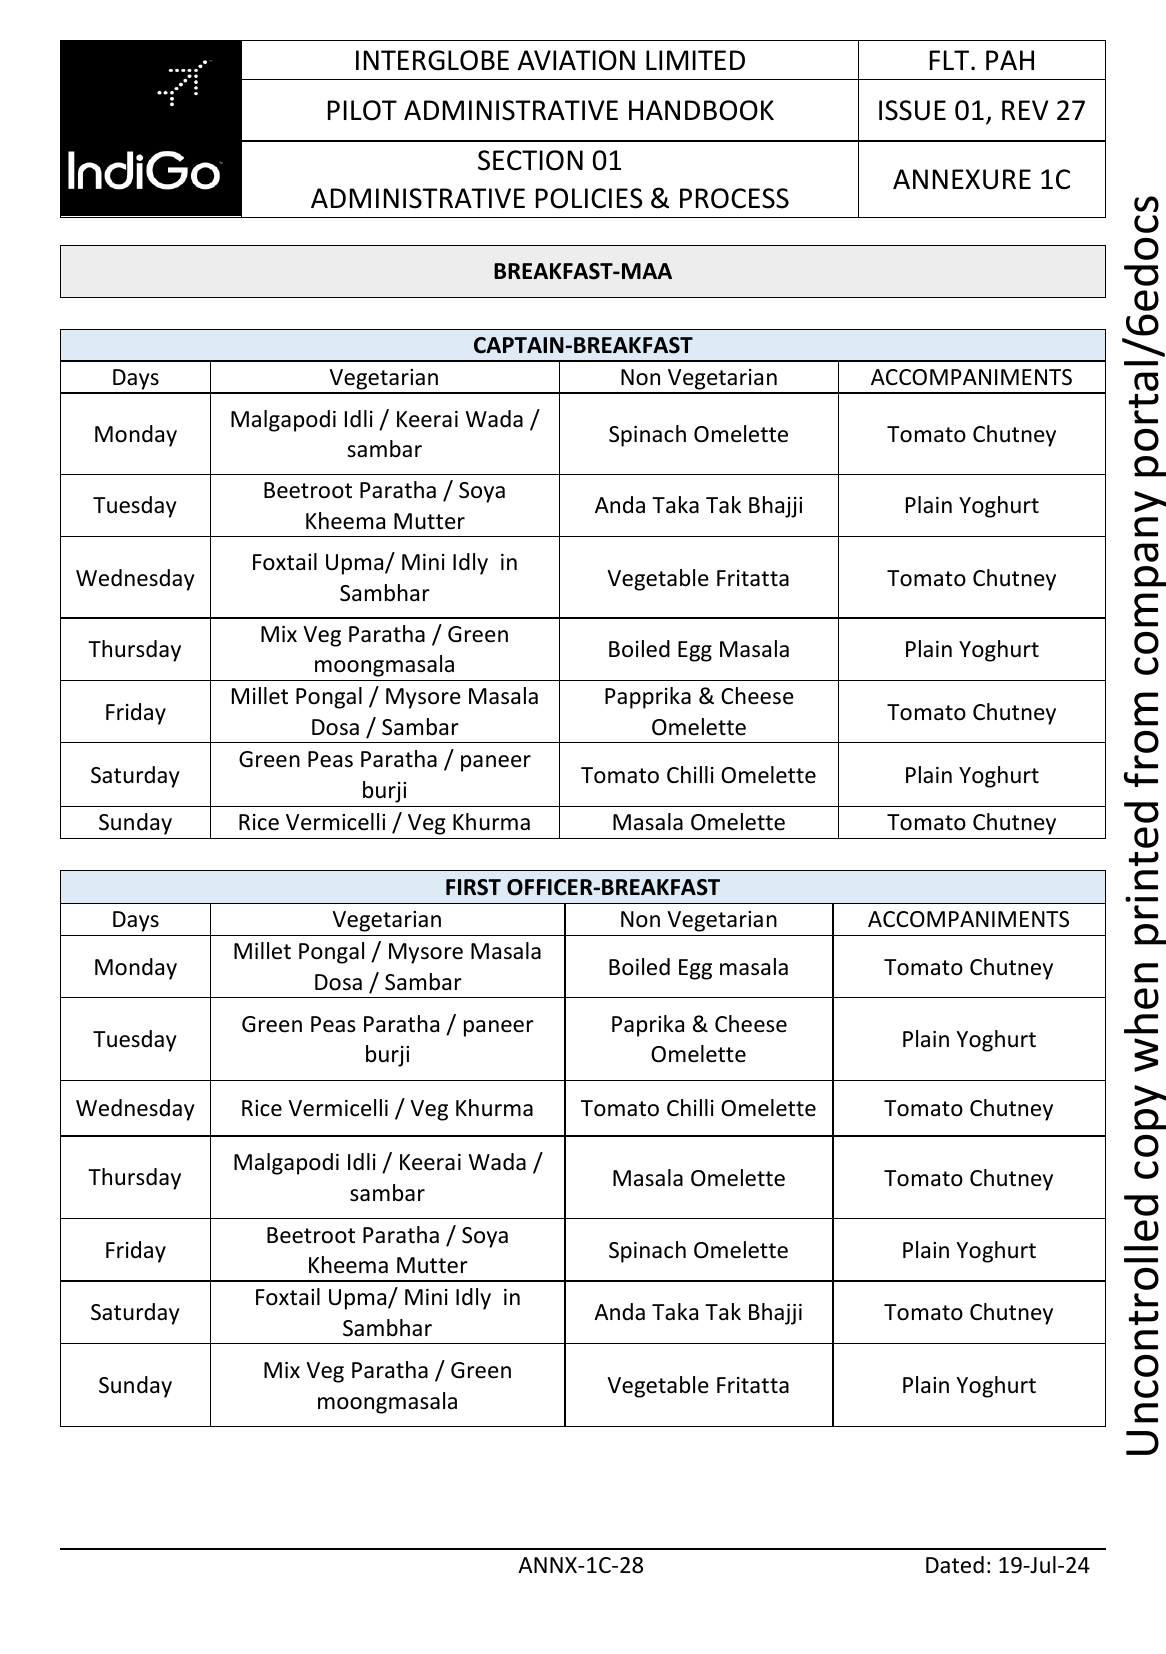 IndiGo
INTERGLOBE AVIATION LIMITED
FLT. PAH
PILOT ADMINISTRATIVE HANDBOOK
ISSUE 01, REV 27
SECTION 01
ADMINISTRATIVE POLICIES & PROCESS
ANNEXURE 1C
BREAKFAST-MAA
CAPTAIN-BREAKFAST
Days Vegetarian Non Vegetarian ACCOMPANIMENTS
Monday
Malgapodi Idli / Keerai Wada /
sambar
Spinach Omelette
Tomato Chutney
Tuesday
Beetroot Paratha / Soya
Kheema Mutter
Anda Taka Tak Bhajji
Plain Yoghurt
Wednesday
Foxtail Upma/ Mini Idly in
Sambhar
Vegetable Fritatta
Tomato Chutney
Thursday
Mix Veg Paratha / Green
moongmasala
Boiled Egg Masala
Plain Yoghurt
Friday
Millet Pongal / Mysore Masala
Dosa / Sambar
Papprika & Cheese
Omelette
Tomato Chutney
Saturday
Green Peas Paratha / paneer
burji
Tomato Chilli Omelette
Plain Yoghurt
Sunday Rice Vermicelli / Veg Khurma Masala Omelette Tomato Chutney
FIRST OFFICER-BREAKFAST
Days Vegetarian Non Vegetarian ACCOMPANIMENTS
Monday
Millet Pongal / Mysore Masala
Dosa / Sambar
Boiled Egg masala
Tomato Chutney
Tuesday
Green Peas Paratha / paneer
burji
Paprika & Cheese
Omelette
Plain Yoghurt
Wednesday Rice Vermicelli / Veg Khurma Tomato Chilli Omelette Tomato Chutney
Thursday
Malgapodi Idli / Keerai Wada /
sambar
Masala Omelette
Tomato Chutney
Friday
Beetroot Paratha / Soya
Kheema Mutter
Spinach Omelette
Plain Yoghurt
Saturday
Foxtail Upma/ Mini Idly in
Sambhar
Anda Taka Tak Bhajji
Tomato Chutney
Sunday
Mix Veg Paratha / Green
moongmasala
Vegetable Fritatta
Plain Yoghurt
ANNX-1C-28
Dated: 19-Jul-24
Uncontrolled copy when printed from company portal/6edocs